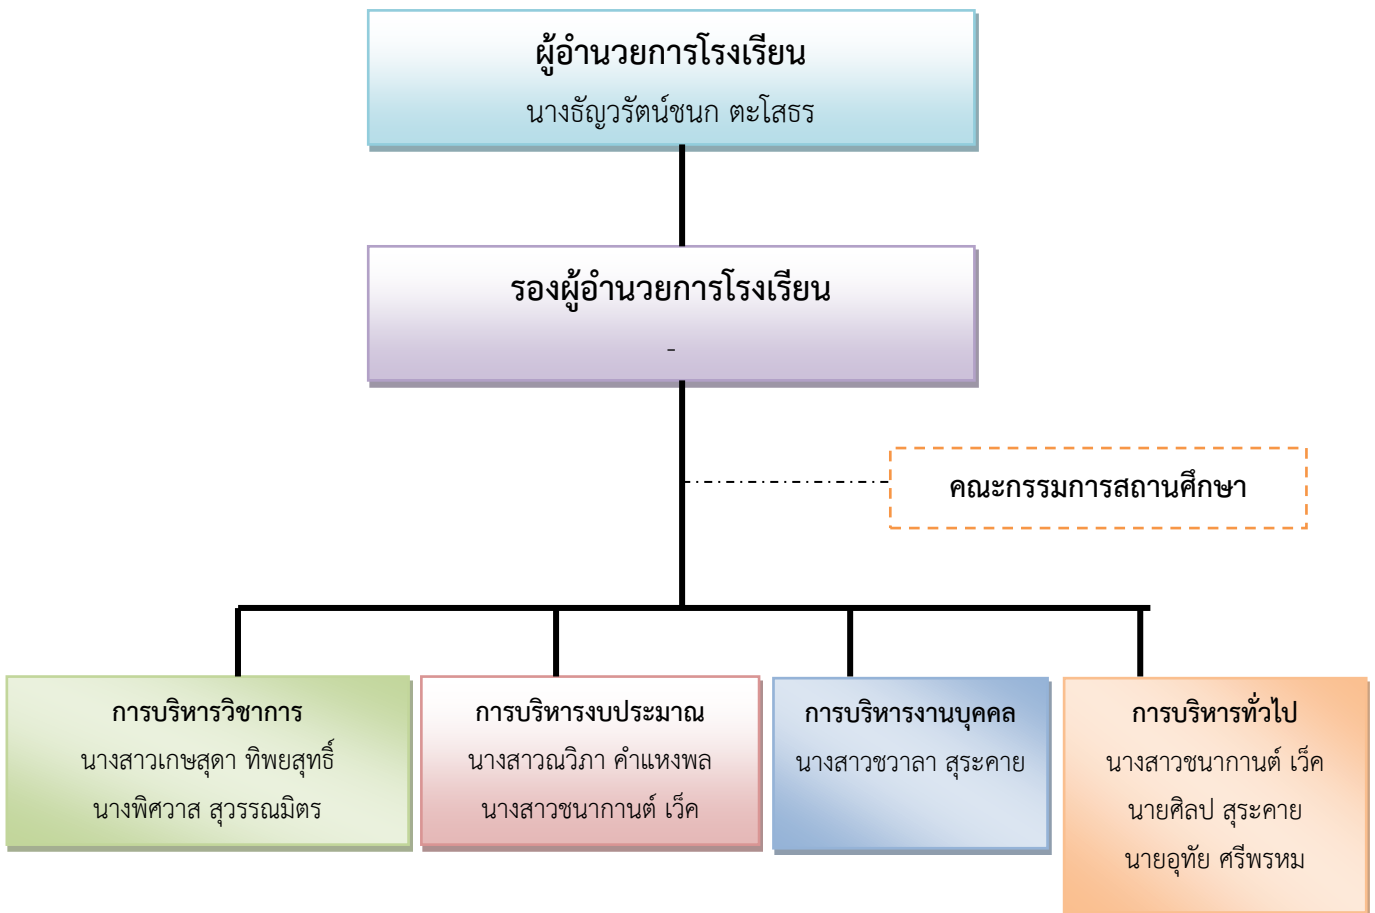 ผู้อำนวยการโรงเรียน
นางธัญวรัตน์ชนก ตะโสธร
รองผู้อำนวยการโรงเรียน
-
คณะกรรมการสถานศึกษา
การบริหารวิชาการ
นางสาวเกษสุดา ทิพยสุทธิ์
นางพิศวาส สุวรรณมิตร
การบริหารงบประมาณ
นางสาวณวิภา คำแหงพล
นางสาวชนากานต์ เว็ค
การบริหารงานบุคคล
นางสาวชวาลา สุระคาย
การบริหารทั่วไป
นางสาวชนากานต์ เว็ค
นายศิลป สุระคาย
นายอุทัย ศรีพรหม